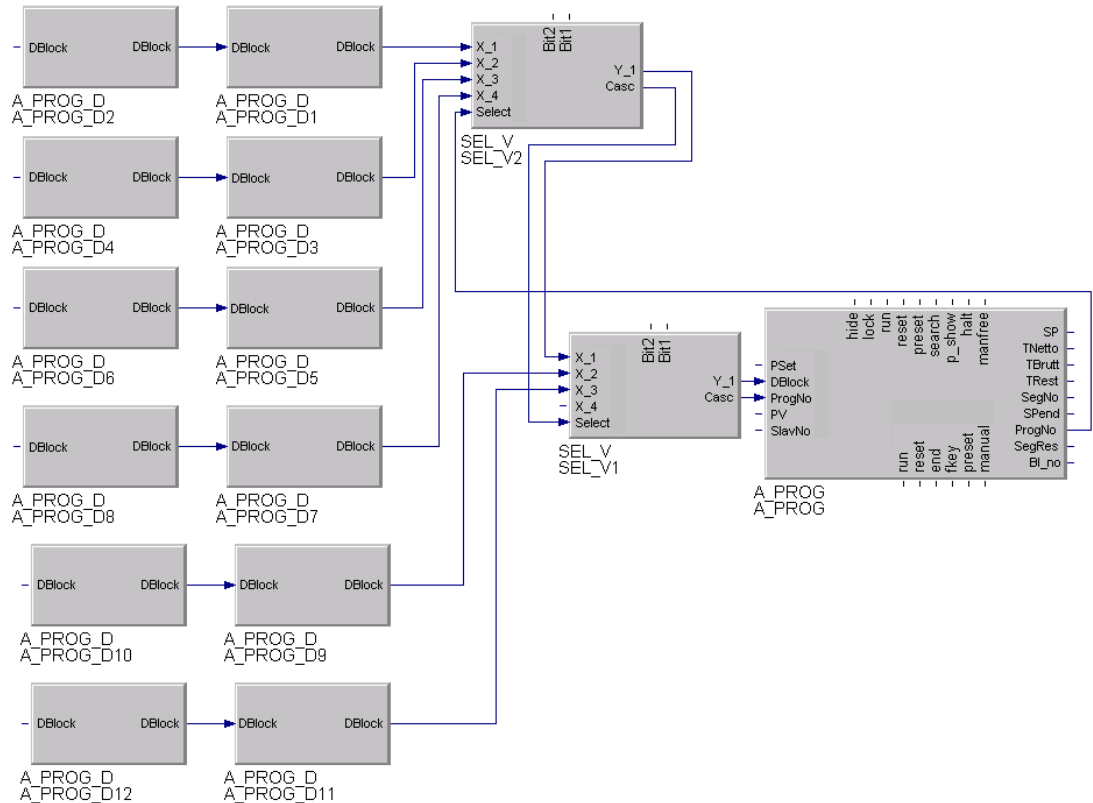 DBlock DBlock
A_PROG_D
A_PROG_D2
DBlock DBlock
A_PROG_D
A_PROG_D1
X_1
X_2
X_3
X_4
Select
Bit2
Bit1
Y_1
Casc
SEL_V
SEL_V2
DBlock DBlock
A_PROG_D
A_PROG_D4
DBlock DBlock
A_PROG_D
A_PROG_D3
DBlock DBlock
A_PROG_D
A_PROG_D6
DBlock DBlock
A_PROG_D
A_PROG_D5
X_1
X_2
X_3
X_4
Select
Bit2
Bit1
Y_1
Casc
SEL_V
SEL_V1
PSet
DBlock
ProgNo
PV
SlavNo
hide
lock
run
reset
preset
search
p_show
halt
manfree
run
reset
end
fkey
preset
manual
SP
TNetto
TBrutt
TRest
SegNo
SPend
ProgNo
SegRes
Bl_no
A_PROG
A_PROG
DBlock DBlock
A_PROG_D
A_PROG_D8
DBlock DBlock
A_PROG_D
A_PROG_D7
DBlock DBlock
A_PROG_D
A_PROG_D10
DBlock DBlock
A_PROG_D
A_PROG_D9
DBlock DBlock
A_PROG_D
A_PROG_D12
DBlock DBlock
A_PROG_D
A_PROG_D11